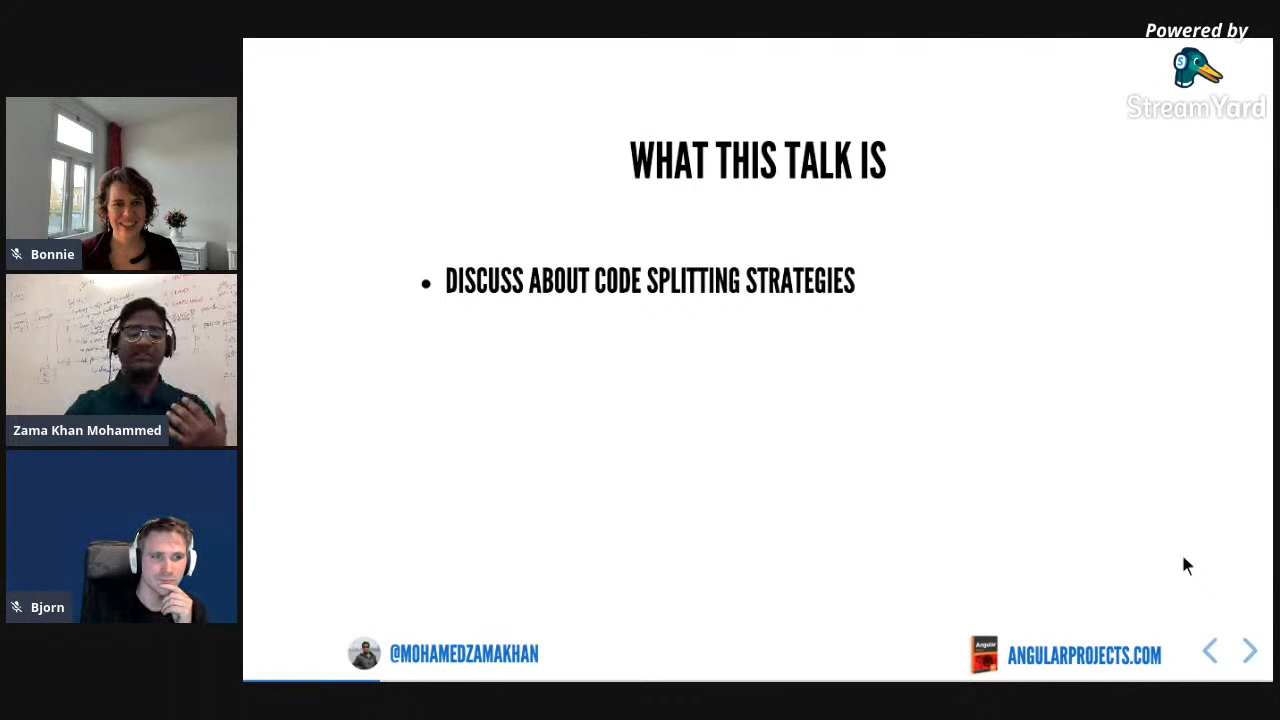 Powered by
StreamYard
WHAT THIS TALK IS
• DISCUSS ABOUT CODE SPLITTING STRATEGIES
Bonnie
Zama Khan Mohammed
Bjorn
@MOHAMEDZAMAKHAN
Angular
ANGULARPROJECTS.COM